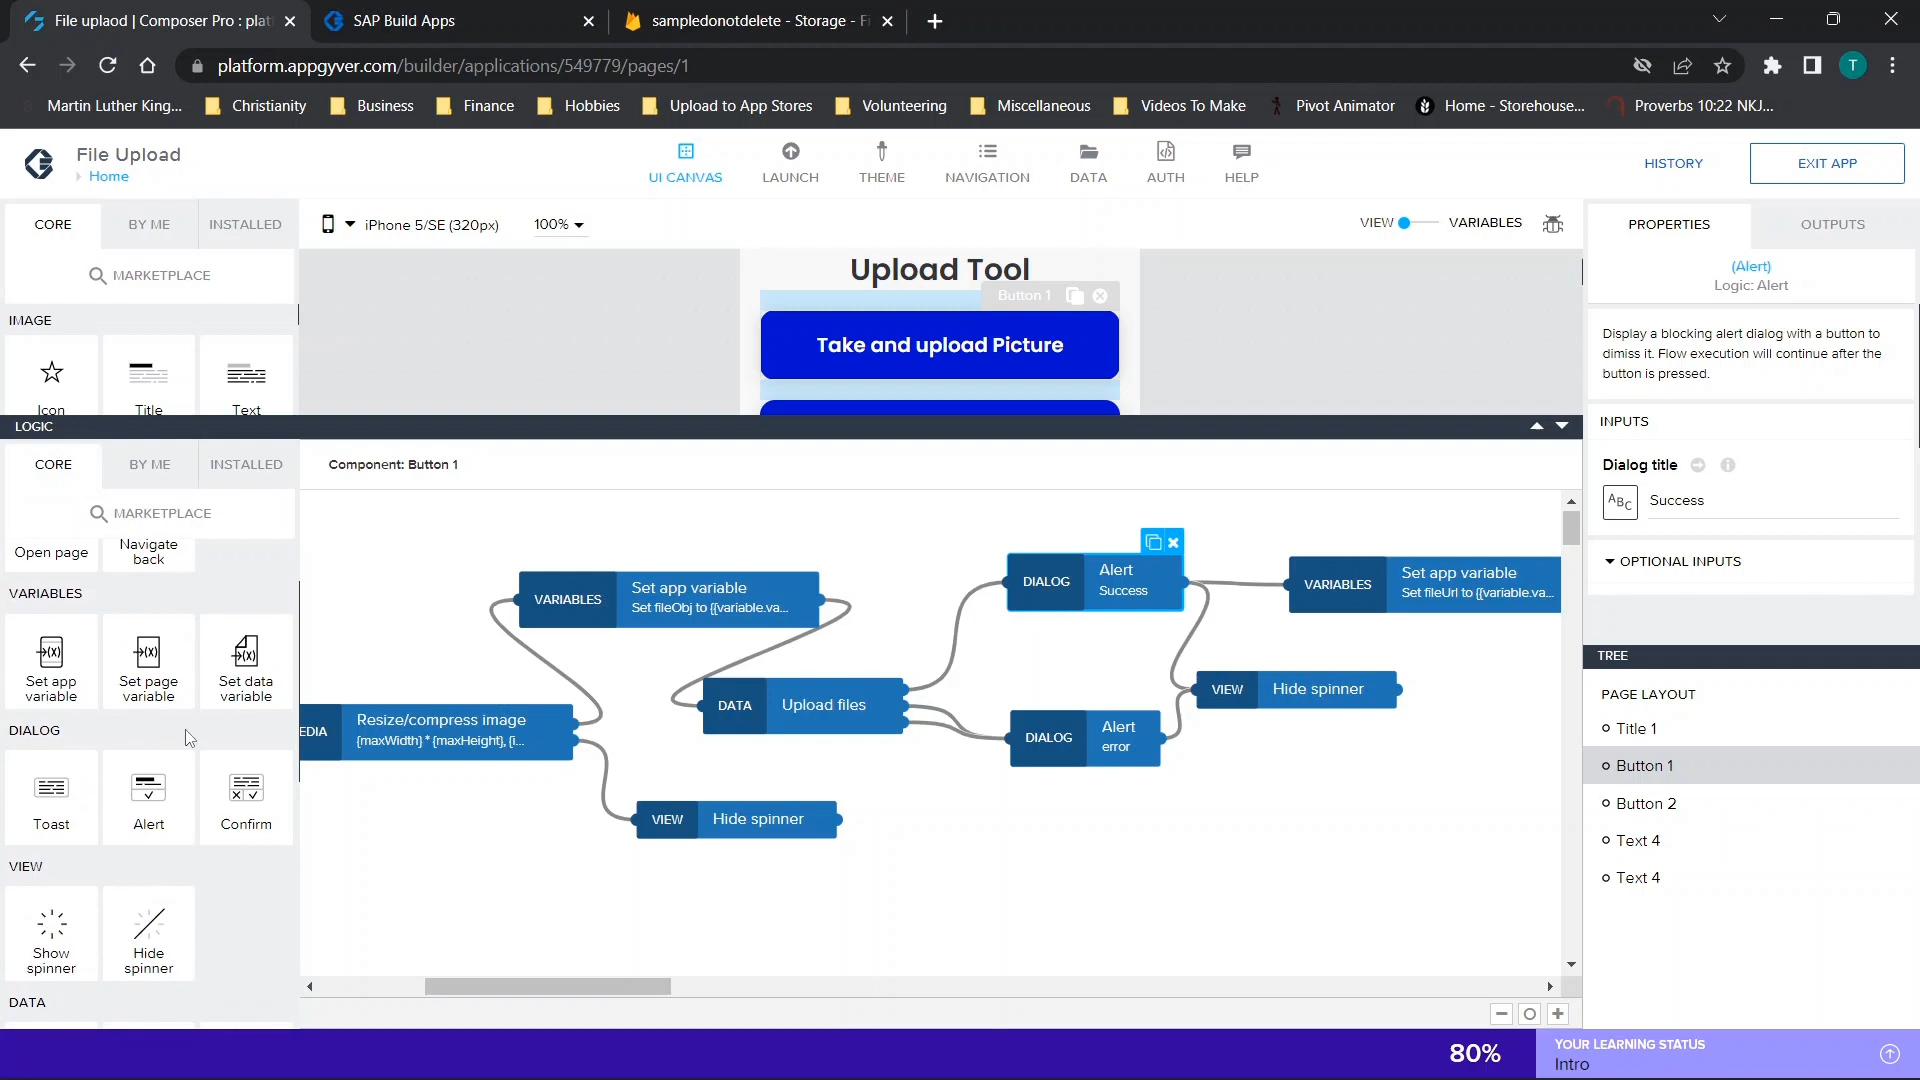 File uplaod | Composer Pro : plat
SAP Build Apps
sampledonotdelete - Storage - Fi
platform.appgyver.com/builder/applications/549779/pages/1
T
Martin Luther King...
Christianity
Business
Finance
Hobbies
Upload to App Stores
Volunteering
Miscellaneous
Videos To Make
Pivot Animator
Home - Storehouse...
Proverbs 10:22 NKJ...
File Upload
Home
UI CANVAS
LAUNCH
THEME
NAVIGATION
DATA
AUTH
HELP
HISTORY
EXIT APP
CORE
BY ME
INSTALLED
iPhone 5/SE (320px)
100%
VIEW
VARIABLES
PROPERTIES
OUTPUTS
MARKETPLACE
(Alert)
Logic: Alert
Upload Tool
Button 1
IMAGE
Take and upload Picture
Display a blocking alert dialog with a button to
dimiss it. Flow execution will continue after the
button is pressed.
Icon
Title
Text
LOGIC
INPUTS
CORE
BY ME
INSTALLED
Component: Button 1
Dialog title
ABC
Success
MARKETPLACE
Open page
Navigate
back
OPTIONAL INPUTS
VARIABLES
Set app
variable
Set page
variable
Set data
variable
VARIABLES
Set app variable
Set fileObj to {{variable.va...
DIALOG
Alert
Success
VARIABLES
Set app variable
Set fileUrl to {{variable.va...
EDIA
Resize/compress image
{maxWidth} * {maxHeight}, {i...
DATA
Upload files
DIALOG
Alert
error
VIEW
Hide spinner
VIEW
Hide spinner
TREE
PAGE LAYOUT
Title 1
Button 1
Button 2
Text 4
Text 4
DIALOG
Toast
Alert
Confirm
VIEW
Show
spinner
Hide
spinner
DATA
80%
YOUR LEARNING STATUS
Intro